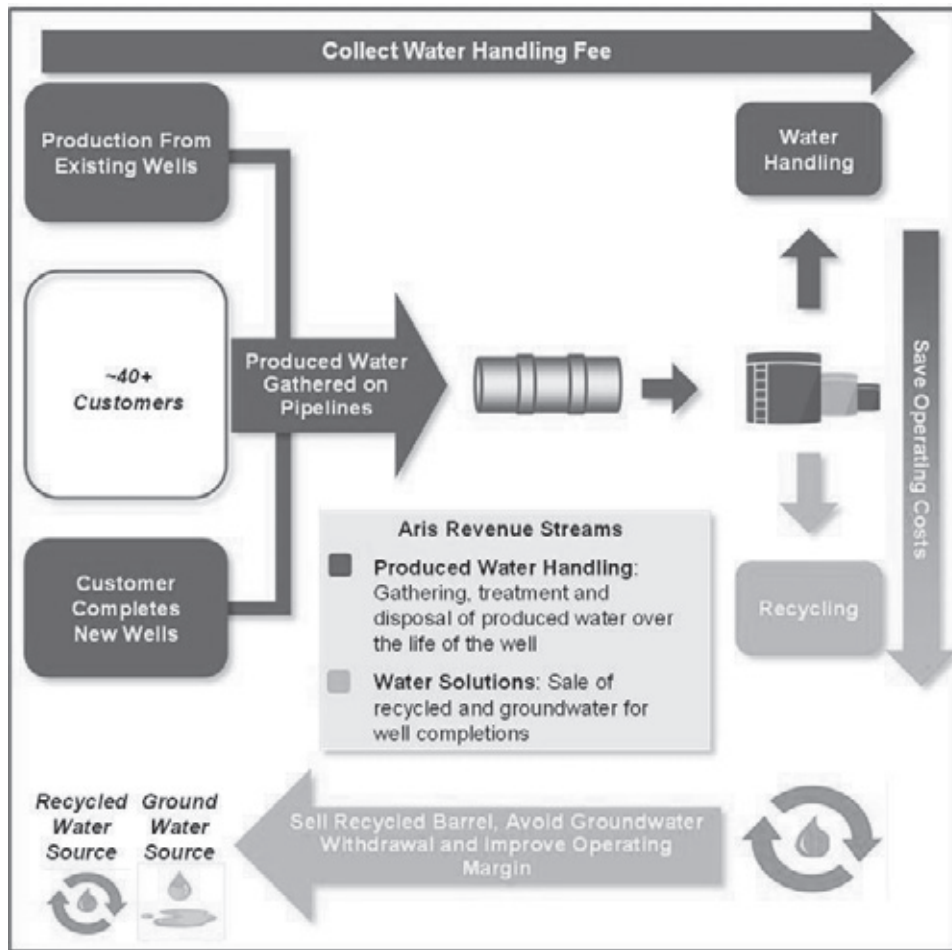 Collect Water Handling Fee
Production From
Existing Wells
Water
Handling
~40+
Customers
Produced Water
Gathered on
Pipelines
Save Operating Costs
Customer
Completes
New Wells
Aris Revenue Streams
Produced Water Handling:
Gathering, treatment and
disposal of produced water over
the life of the well
Water Solutions: Sale of
recycled and groundwater for
well completions
Recycling
Recycled
Water
Source
Ground
Water
Source
Sell Recycled Barrel, Avoid Groundwater
Withdrawal and Improve Operating
Margin